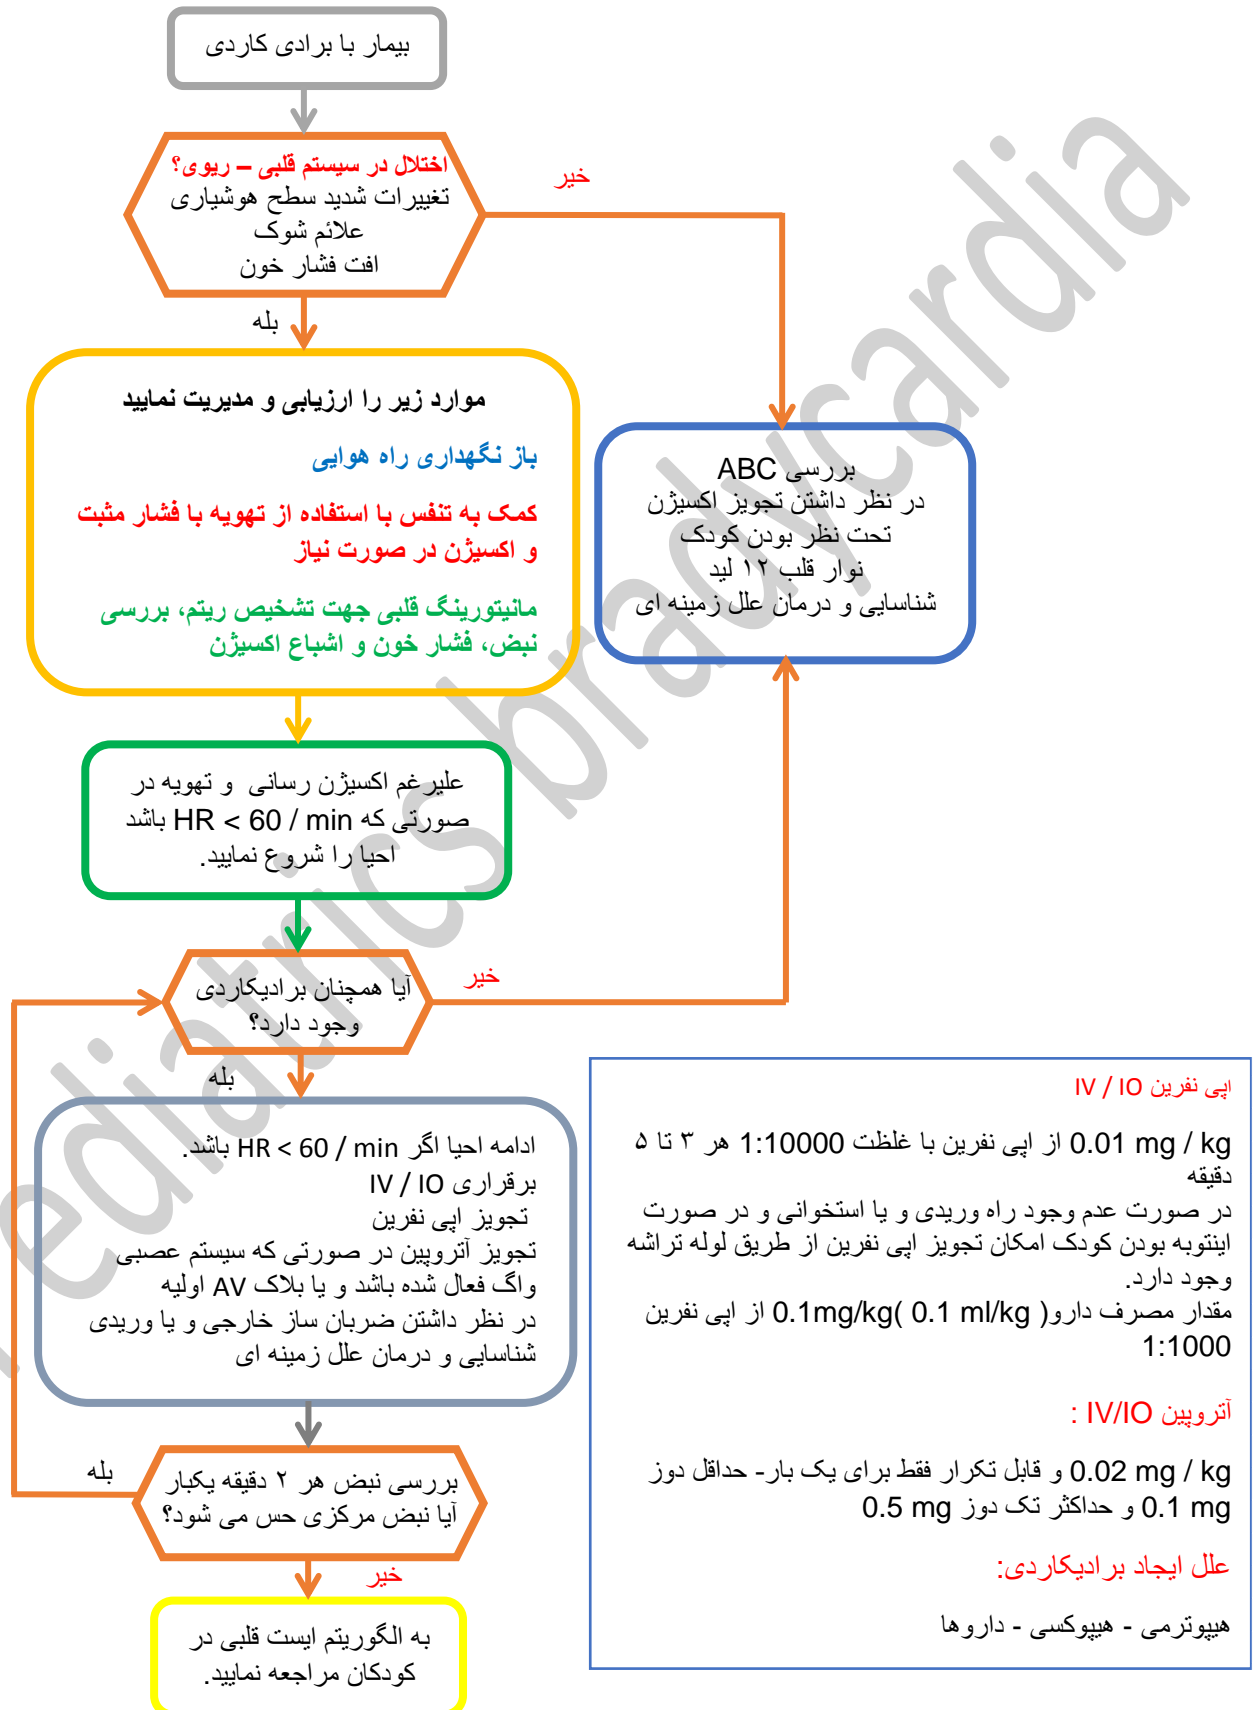 بیمار با برادی کاردی
اختلال در سیستم قلبی – ریوی؟
تغییرات شدید سطح هوشیاری
علائم شوک
افت فشار خون
خیر
بله
موارد زیر را ارزیابی و مدیریت نمایید
باز نگهداری راه هوایی
کمک به تنفس با استفاده از تهویه با فشار مثبت
و اکسیژن در صورت نیاز
مانیتورینگ قلبی جهت تشخیص ریتم، بررسی
نبض، فشار خون و اشباع اکسیژن
بررسی ABC
در نظر داشتن تجویز اکسیژن
تحت نظر بودن کودک
نوار قلب ۱۲ لید
شناسایی و درمان علل زمینه ای
علیرغم اکسیژن رسانی و تهویه در
صورتی که HR < 60 / min باشد
احیا را شروع نمایید.
آیا همچنان برادیکاردی
وجود دارد؟
خیر
بله
ادامه احیا اگر HR < 60 / min باشد.
برقراری IV / IO
تجویز اپی نفرین
تجویز آتروپین در صورتی که سیستم عصبی
واگ فعال شده باشد و یا بلاک AV اولیه
در نظر داشتن ضربان ساز خارجی و یا وریدی
شناسایی و درمان علل زمینه ای
بررسی نبض هر ۲ دقیقه یکبار
آیا نبض مرکزی حس می شود؟
بله
خیر
به الگوریتم ایست قلبی در
کودکان مراجعه نمایید.
اپی نفرین IV / IO
0.01 mg / kg از اپی نفرین با غلظت 1:10000 هر ۳ تا ۵
دقیقه
در صورت عدم وجود راه وریدی و یا استخوانی و در صورت
اینتوبه بودن کودک امکان تجویز اپی نفرین از طریق لوله تراشه
وجود دارد.
مقدار مصرف دارو( 0.1mg/kg( 0.1 ml/kg از اپی نفرین
1:1000
آتروپین IV/IO :
0.02 mg / kg و قابل تکرار فقط برای یک بار- حداقل دوز
0.1 mg و حداکثر تک دوز 0.5 mg
علل ایجاد برادیکاردی:
هیپوترمی - هیپوکسی - داروها
pediatrics bradycardia